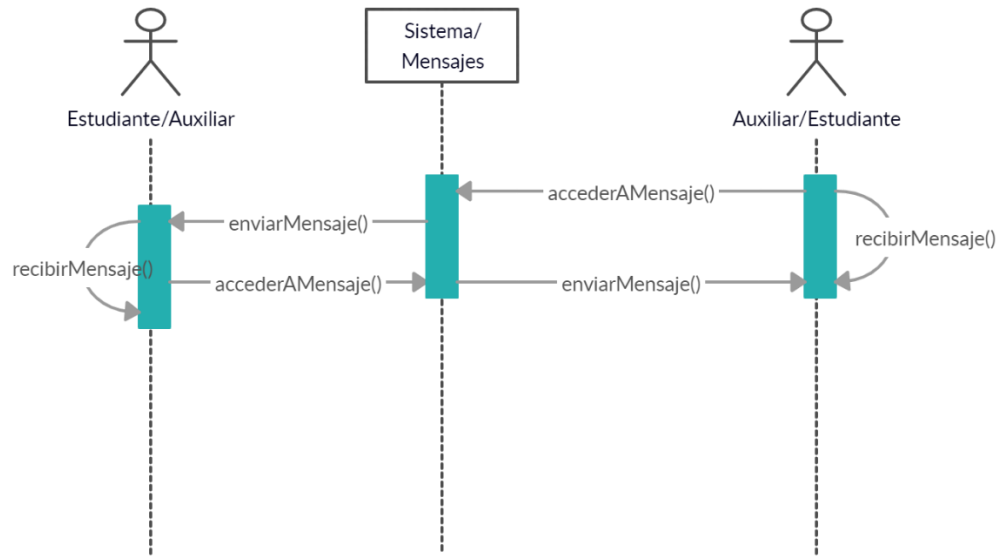 Sistema/
Mensajes
Estudiante/Auxiliar
Auxiliar/Estudiante
accederAMensaje()
enviarMensaje()
recibirMensaje()
recibirMensaje()
accederAMensaje()
enviarMensaje()